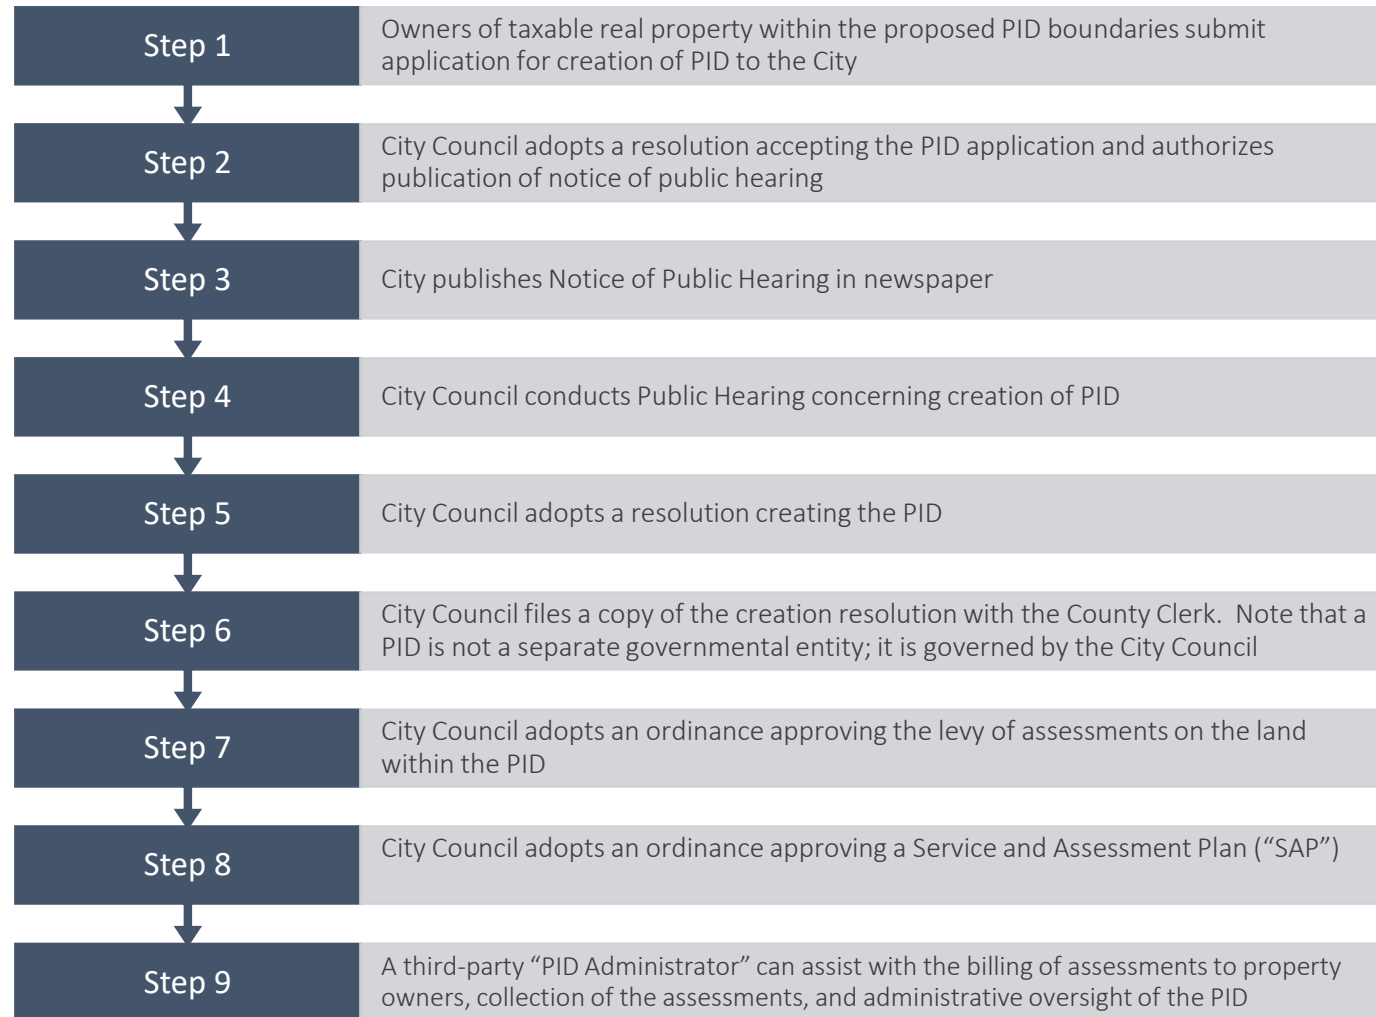 Step 1
Owners of taxable real property within the proposed PID boundaries submit
application for creation of PID to the City
Step 2
City Council adopts a resolution accepting the PID application and authorizes
publication of notice of public hearing
Step 3
City publishes Notice of Public Hearing in newspaper
Step 4
City Council conducts Public Hearing concerning creation of PID
Step 5
City Council adopts a resolution creating the PID
Step 6
City Council files a copy of the creation resolution with the County Clerk.  Note that a
PID is not a separate governmental entity; it is governed by the City Council
Step 7
City Council adopts an ordinance approving the levy of assessments on the land
within the PID
Step 8
City Council adopts an ordinance approving a Service and Assessment Plan (“SAP”)
Step 9
A third-party “PID Administrator” can assist with the billing of assessments to property
owners, collection of the assessments, and administrative oversight of the PID